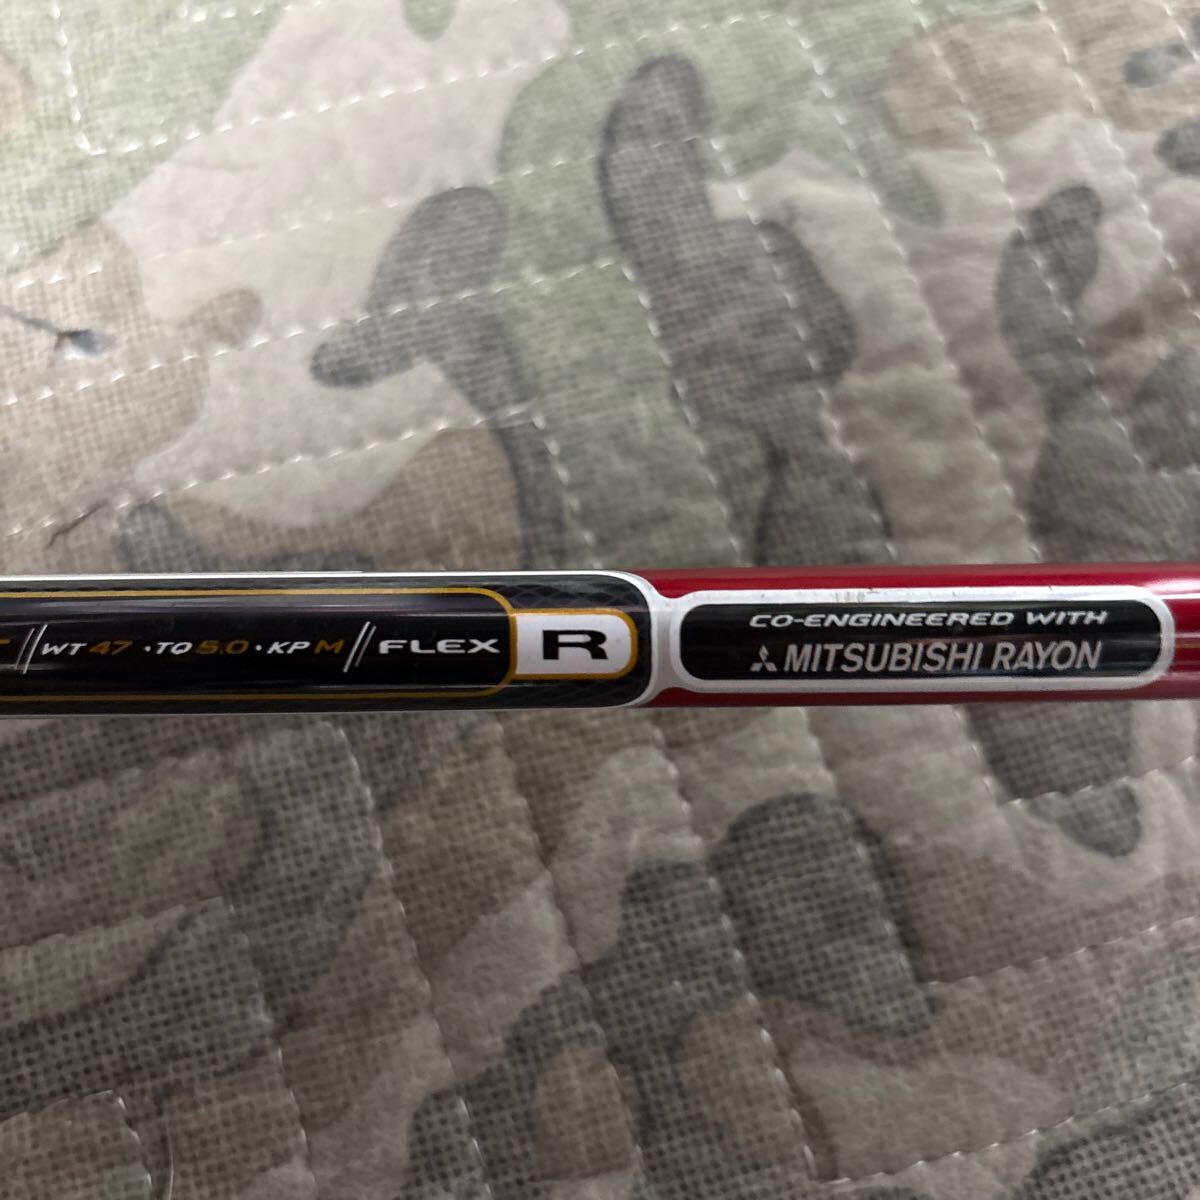 // WT 47 • TQ 5.0 • KP M // FLEX R
CO-ENGINEERED WITH
MITSUBISHI RAYON